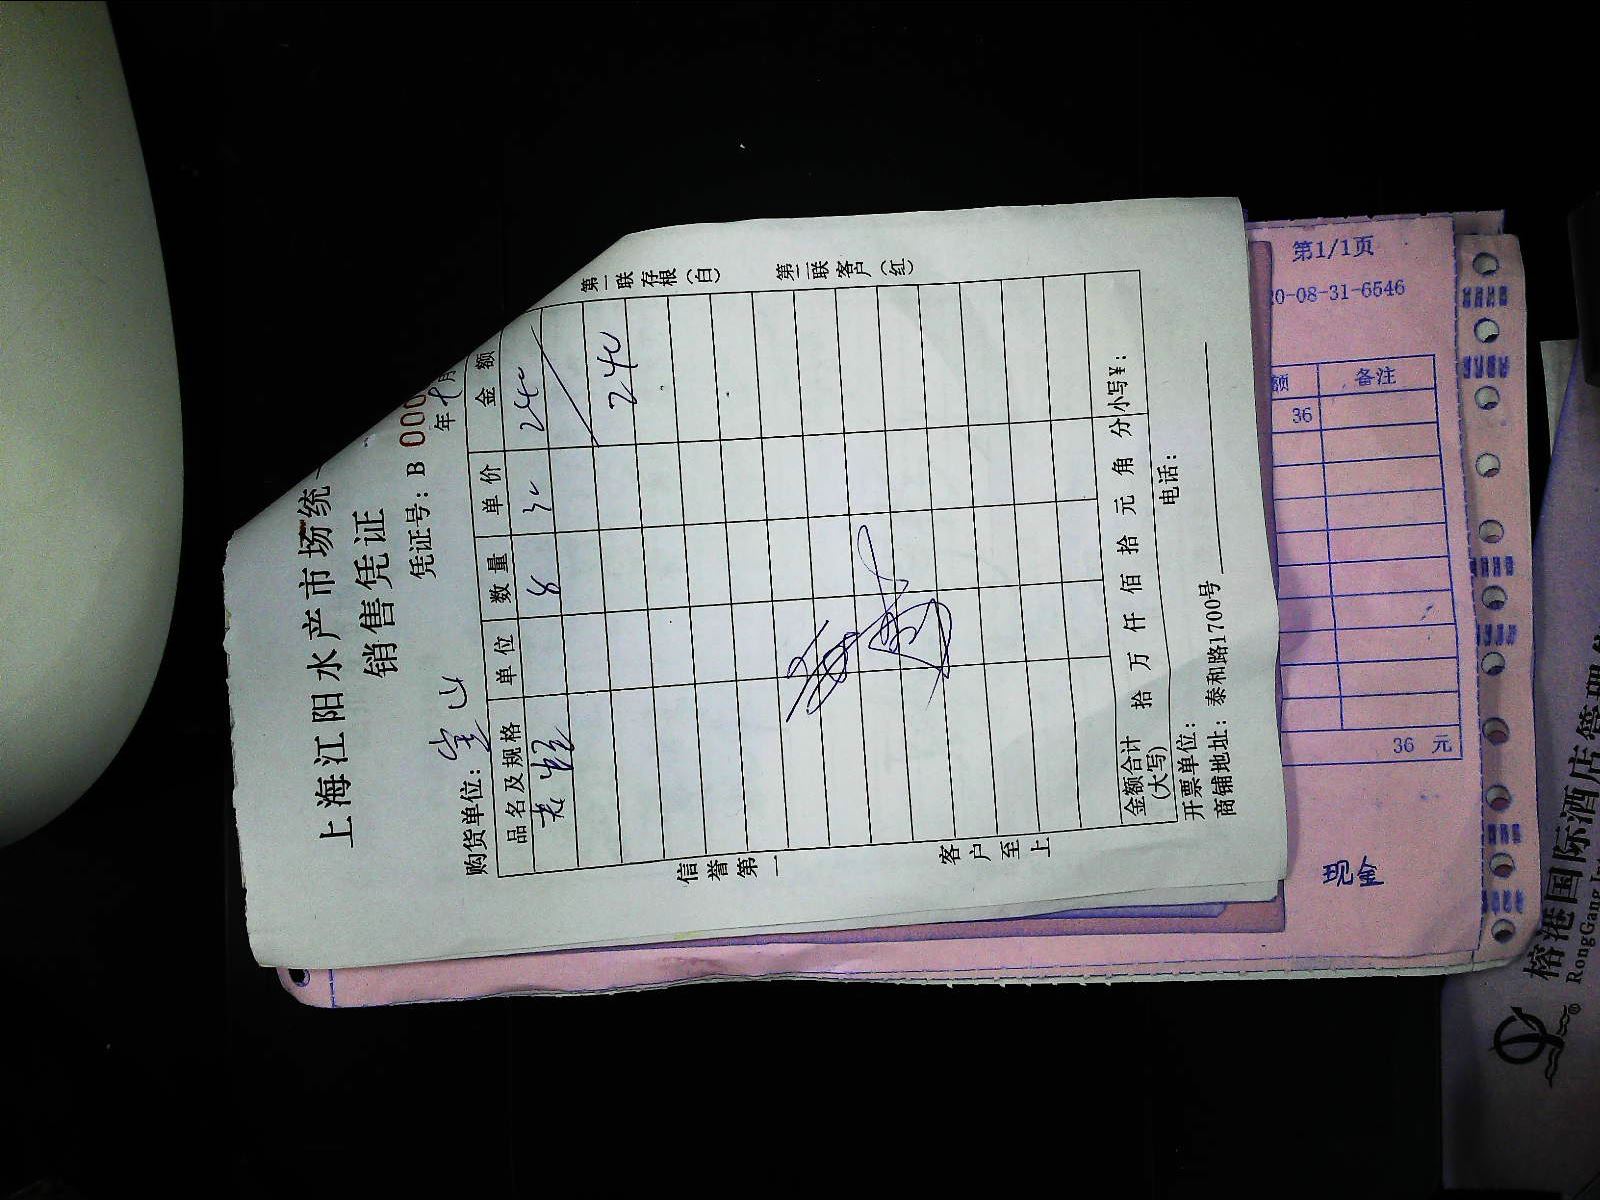 上海江阳水产市场统
销售凭证
凭证号：B 000
年 9月
购货单位：宝山
品名及规格 单位 数量 单价 金额
8 30 240
240
第一联存根（白）
第二联客户（红）
信誉第一
客户至上
金额合计（大写） 拾 万 仟 佰 拾 元 角 分 小写¥：
开票单位： 电话：
商铺地址：泰和路1700号
第1/1页
20-08-31-6546
额 备注
36
36 元
现金
榕港国际酒店管理
RongGang